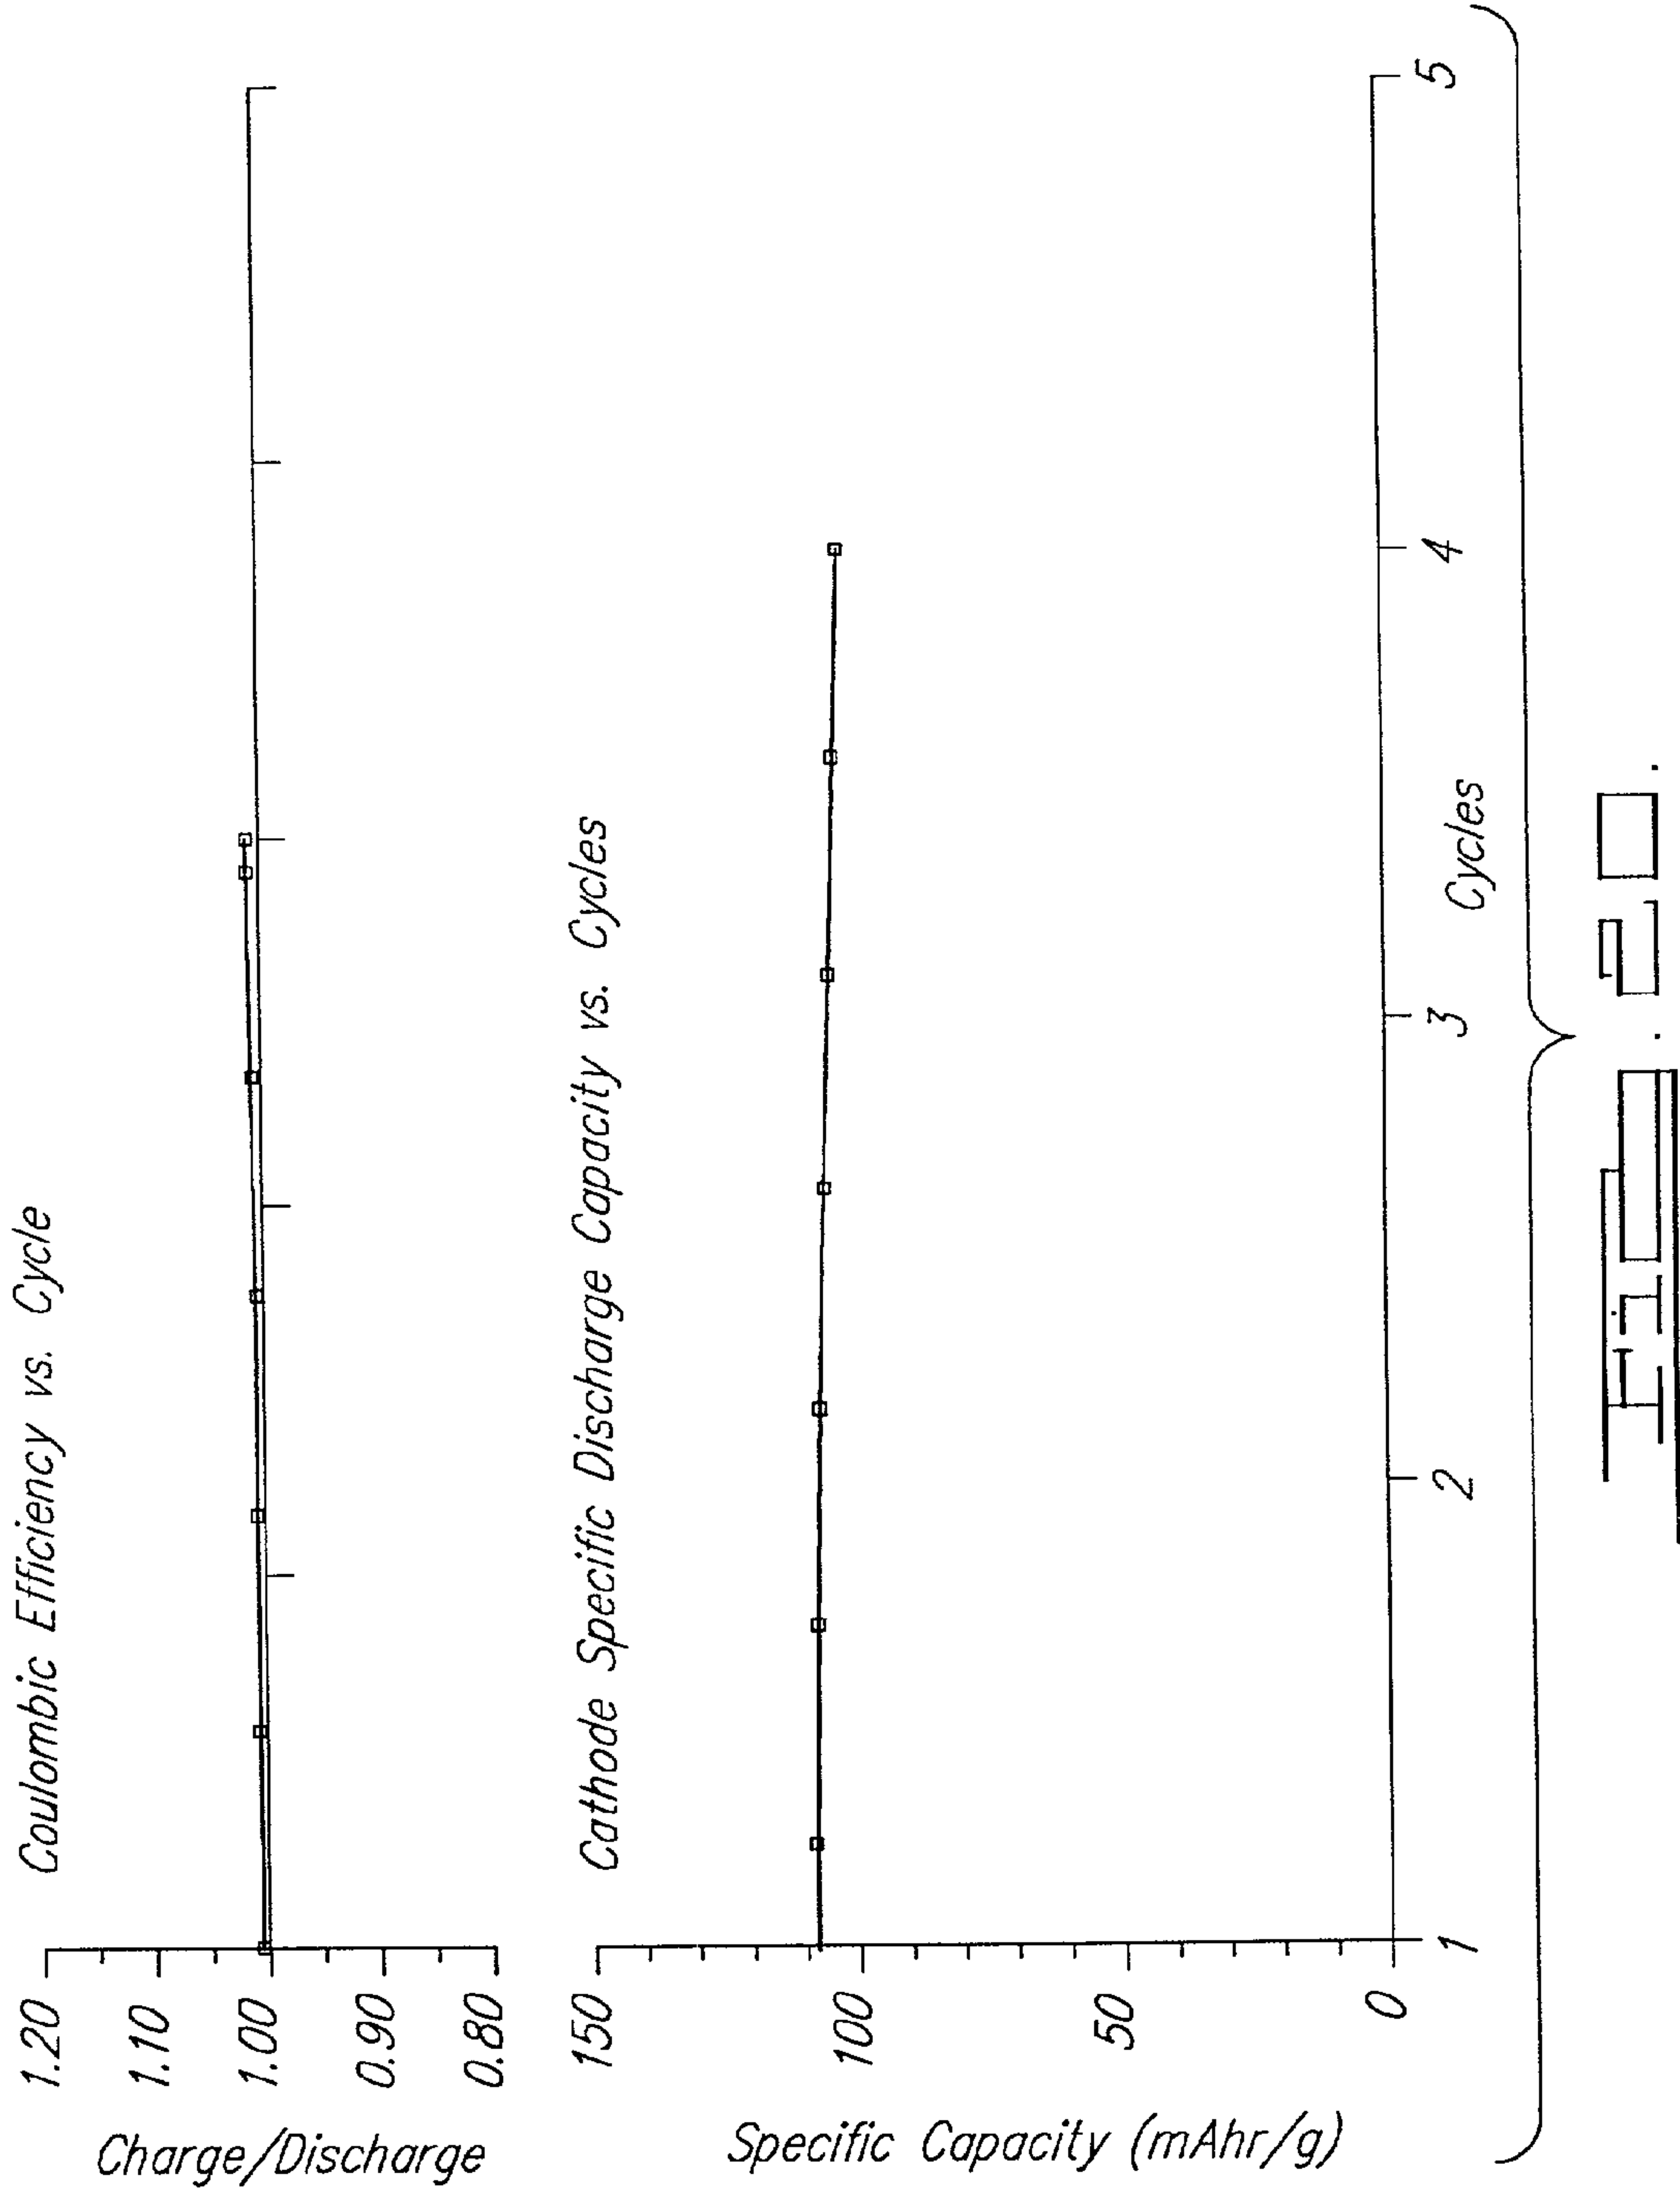 Coulombic Efficiency vs. Cycle
1.20
1.10
1.00
0.90
0.80
Charge/Discharge
Cathode Specific Discharge Capacity vs. Cycles
150
100
50
0
Specific Capacity (mAhr/g)
1 2 3 4 5
Cycles
Fig. 20.